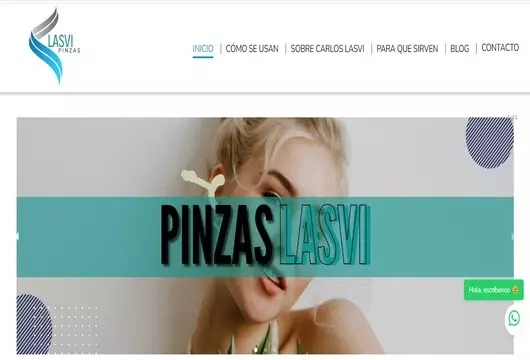 LASVI
PINZAS
INICIO
CÓMO SE USAN
SOBRE CARLOS LASVI
PARA QUE SIRVEN
BLOG
CONTACTO
PINZAS LASVI
Hola, escríbenos 😊